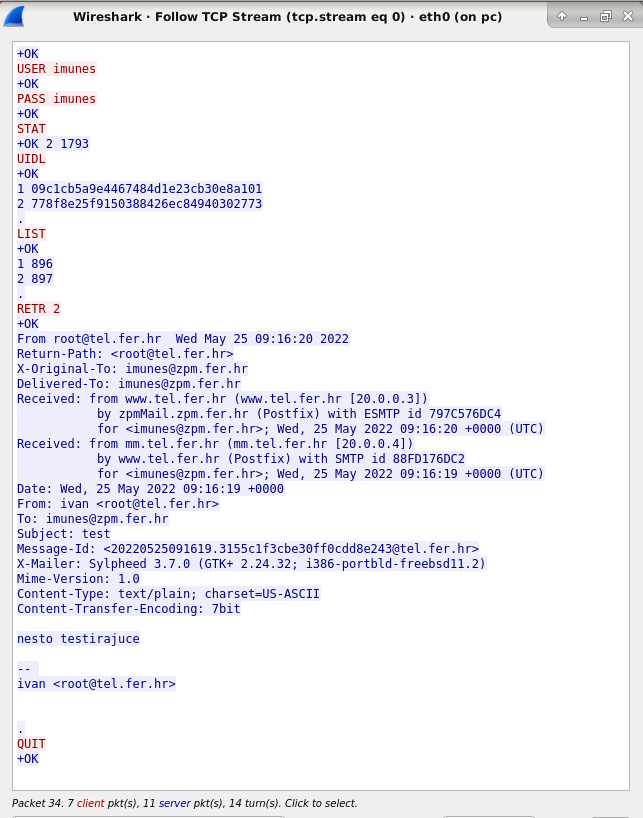 Wireshark · Follow TCP Stream (tcp.stream eq 0) · eth0 (on pc)
+OK
USER imunes
+OK
PASS imunes
+OK
STAT
+OK 2 1793
UIDL
+OK
1 09c1cb5a9e4467484d1e23cb30e8a101
2 778f8e25f9150388426ec84940302773
.
LIST
+OK
1 896
2 897
.
RETR 2
+OK
From root@tel.fer.hr  Wed May 25 09:16:20 2022
Return-Path: <root@tel.fer.hr>
X-Original-To: imunes@zpm.fer.hr
Delivered-To: imunes@zpm.fer.hr
Received: from www.tel.fer.hr (www.tel.fer.hr [20.0.0.3])
by zpmMail.zpm.fer.hr (Postfix) with ESMTP id 797C576DC4
for <imunes@zpm.fer.hr>; Wed, 25 May 2022 09:16:20 +0000 (UTC)
Received: from mm.tel.fer.hr (mm.tel.fer.hr [20.0.0.4])
by www.tel.fer.hr (Postfix) with SMTP id 88FD176DC2
for <imunes@zpm.fer.hr>; Wed, 25 May 2022 09:16:19 +0000 (UTC)
Date: Wed, 25 May 2022 09:16:19 +0000
From: ivan <root@tel.fer.hr>
To: imunes@zpm.fer.hr
Subject: test
Message-Id: <20220525091619.3155c1f3cbe30ff0cdd8e243@tel.fer.hr>
X-Mailer: Sylpheed 3.7.0 (GTK+ 2.24.32; i386-portbld-freebsd11.2)
Mime-Version: 1.0
Content-Type: text/plain; charset=US-ASCII
Content-Transfer-Encoding: 7bit
nesto testirajuce
--
ivan <root@tel.fer.hr>
.
QUIT
+OK
Packet 34. 7 client pkt(s), 11 server pkt(s), 14 turn(s). Click to select.